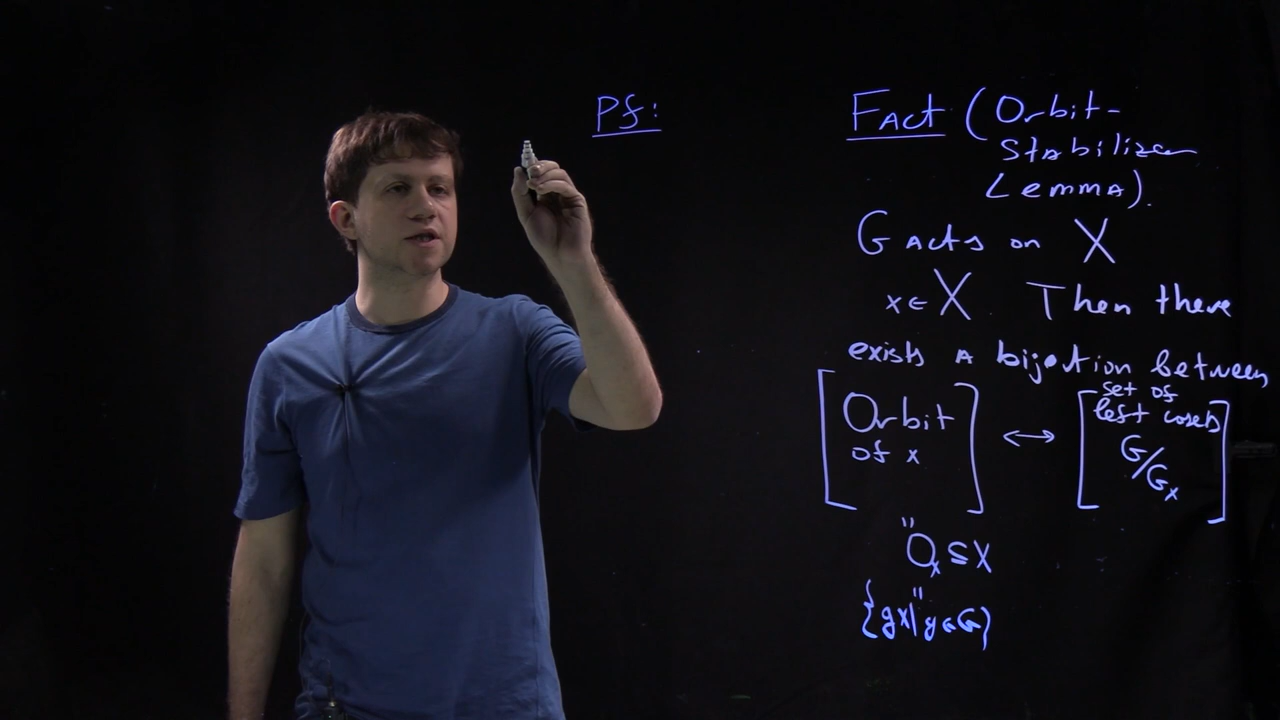 Pf:
Fact (Orbit-
Stabilizer
Lemma).
G acts on X
x ∈ X Then there
exists a bijection between
[Orbit of x] ↔ [set of left cosets G/Gx]
"
Ox ⊆ X
"
{gx | g ∈ G}